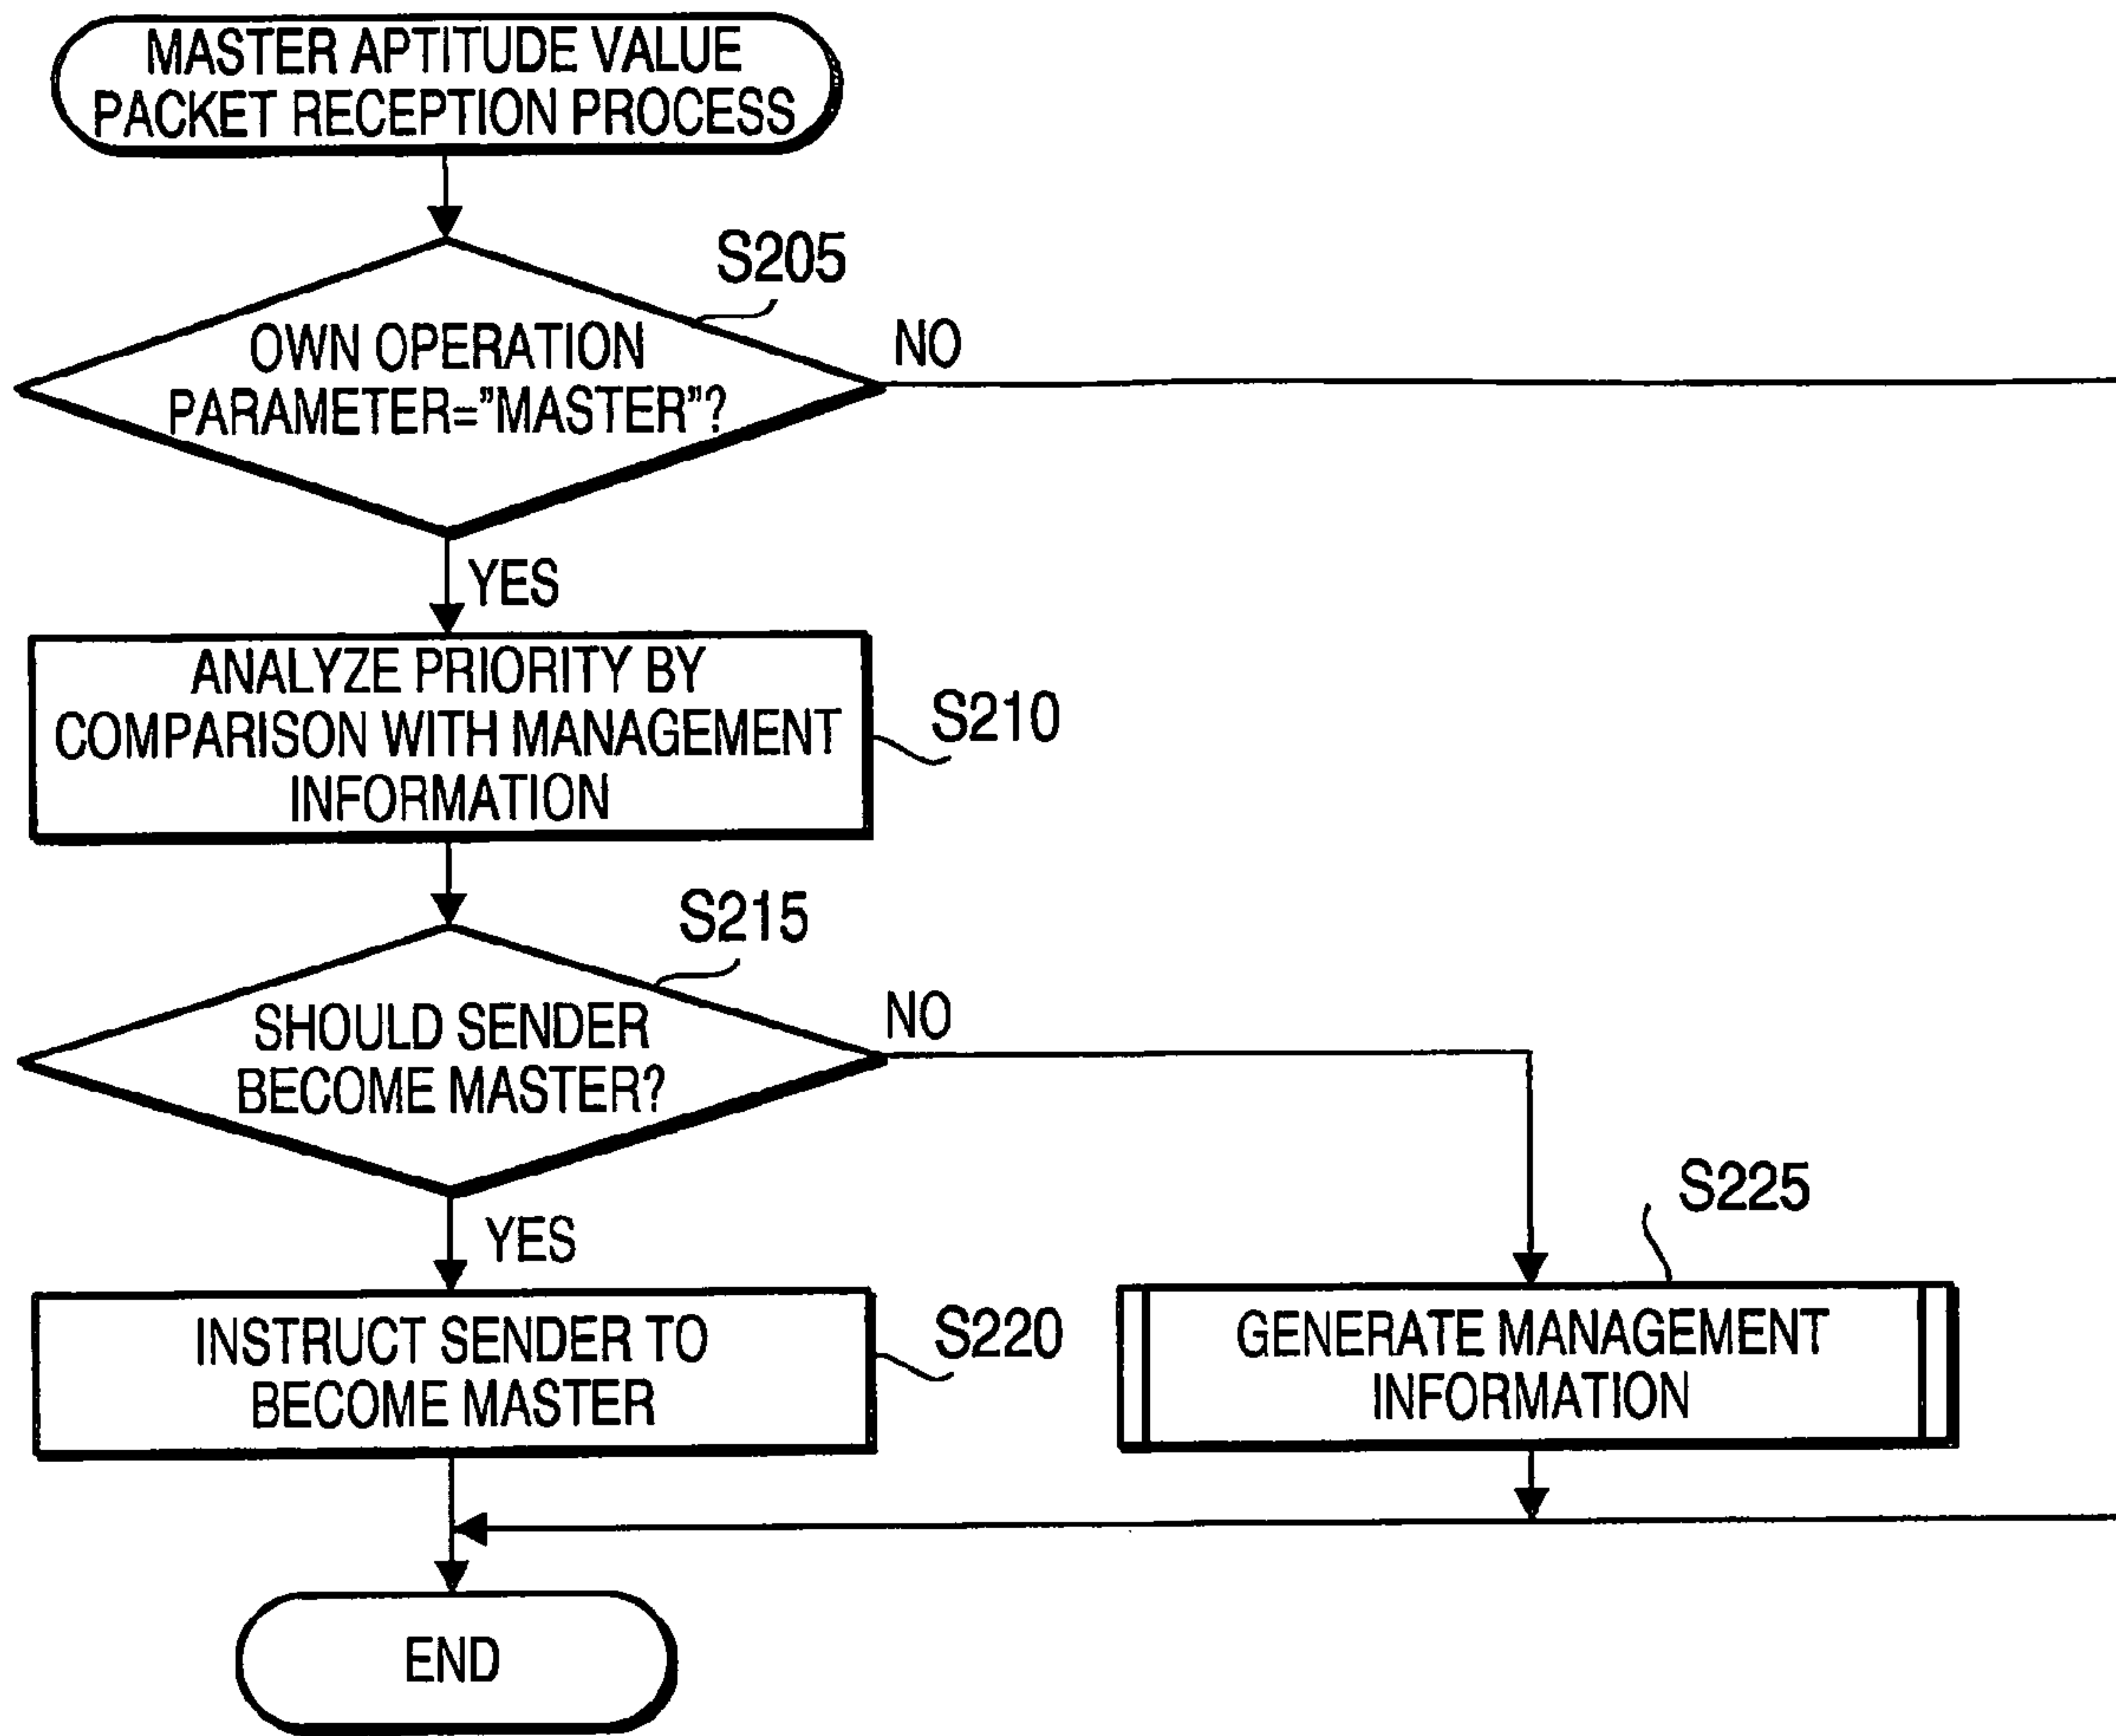 MASTER APTITUDE VALUE
PACKET RECEPTION PROCESS
S205
OWN OPERATION
PARAMETER="MASTER"?
NO
YES
ANALYZE PRIORITY BY
COMPARISON WITH MANAGEMENT
INFORMATION
S210
S215
SHOULD SENDER
BECOME MASTER?
NO
YES
S225
INSTRUCT SENDER TO
BECOME MASTER
S220
GENERATE MANAGEMENT
INFORMATION
END